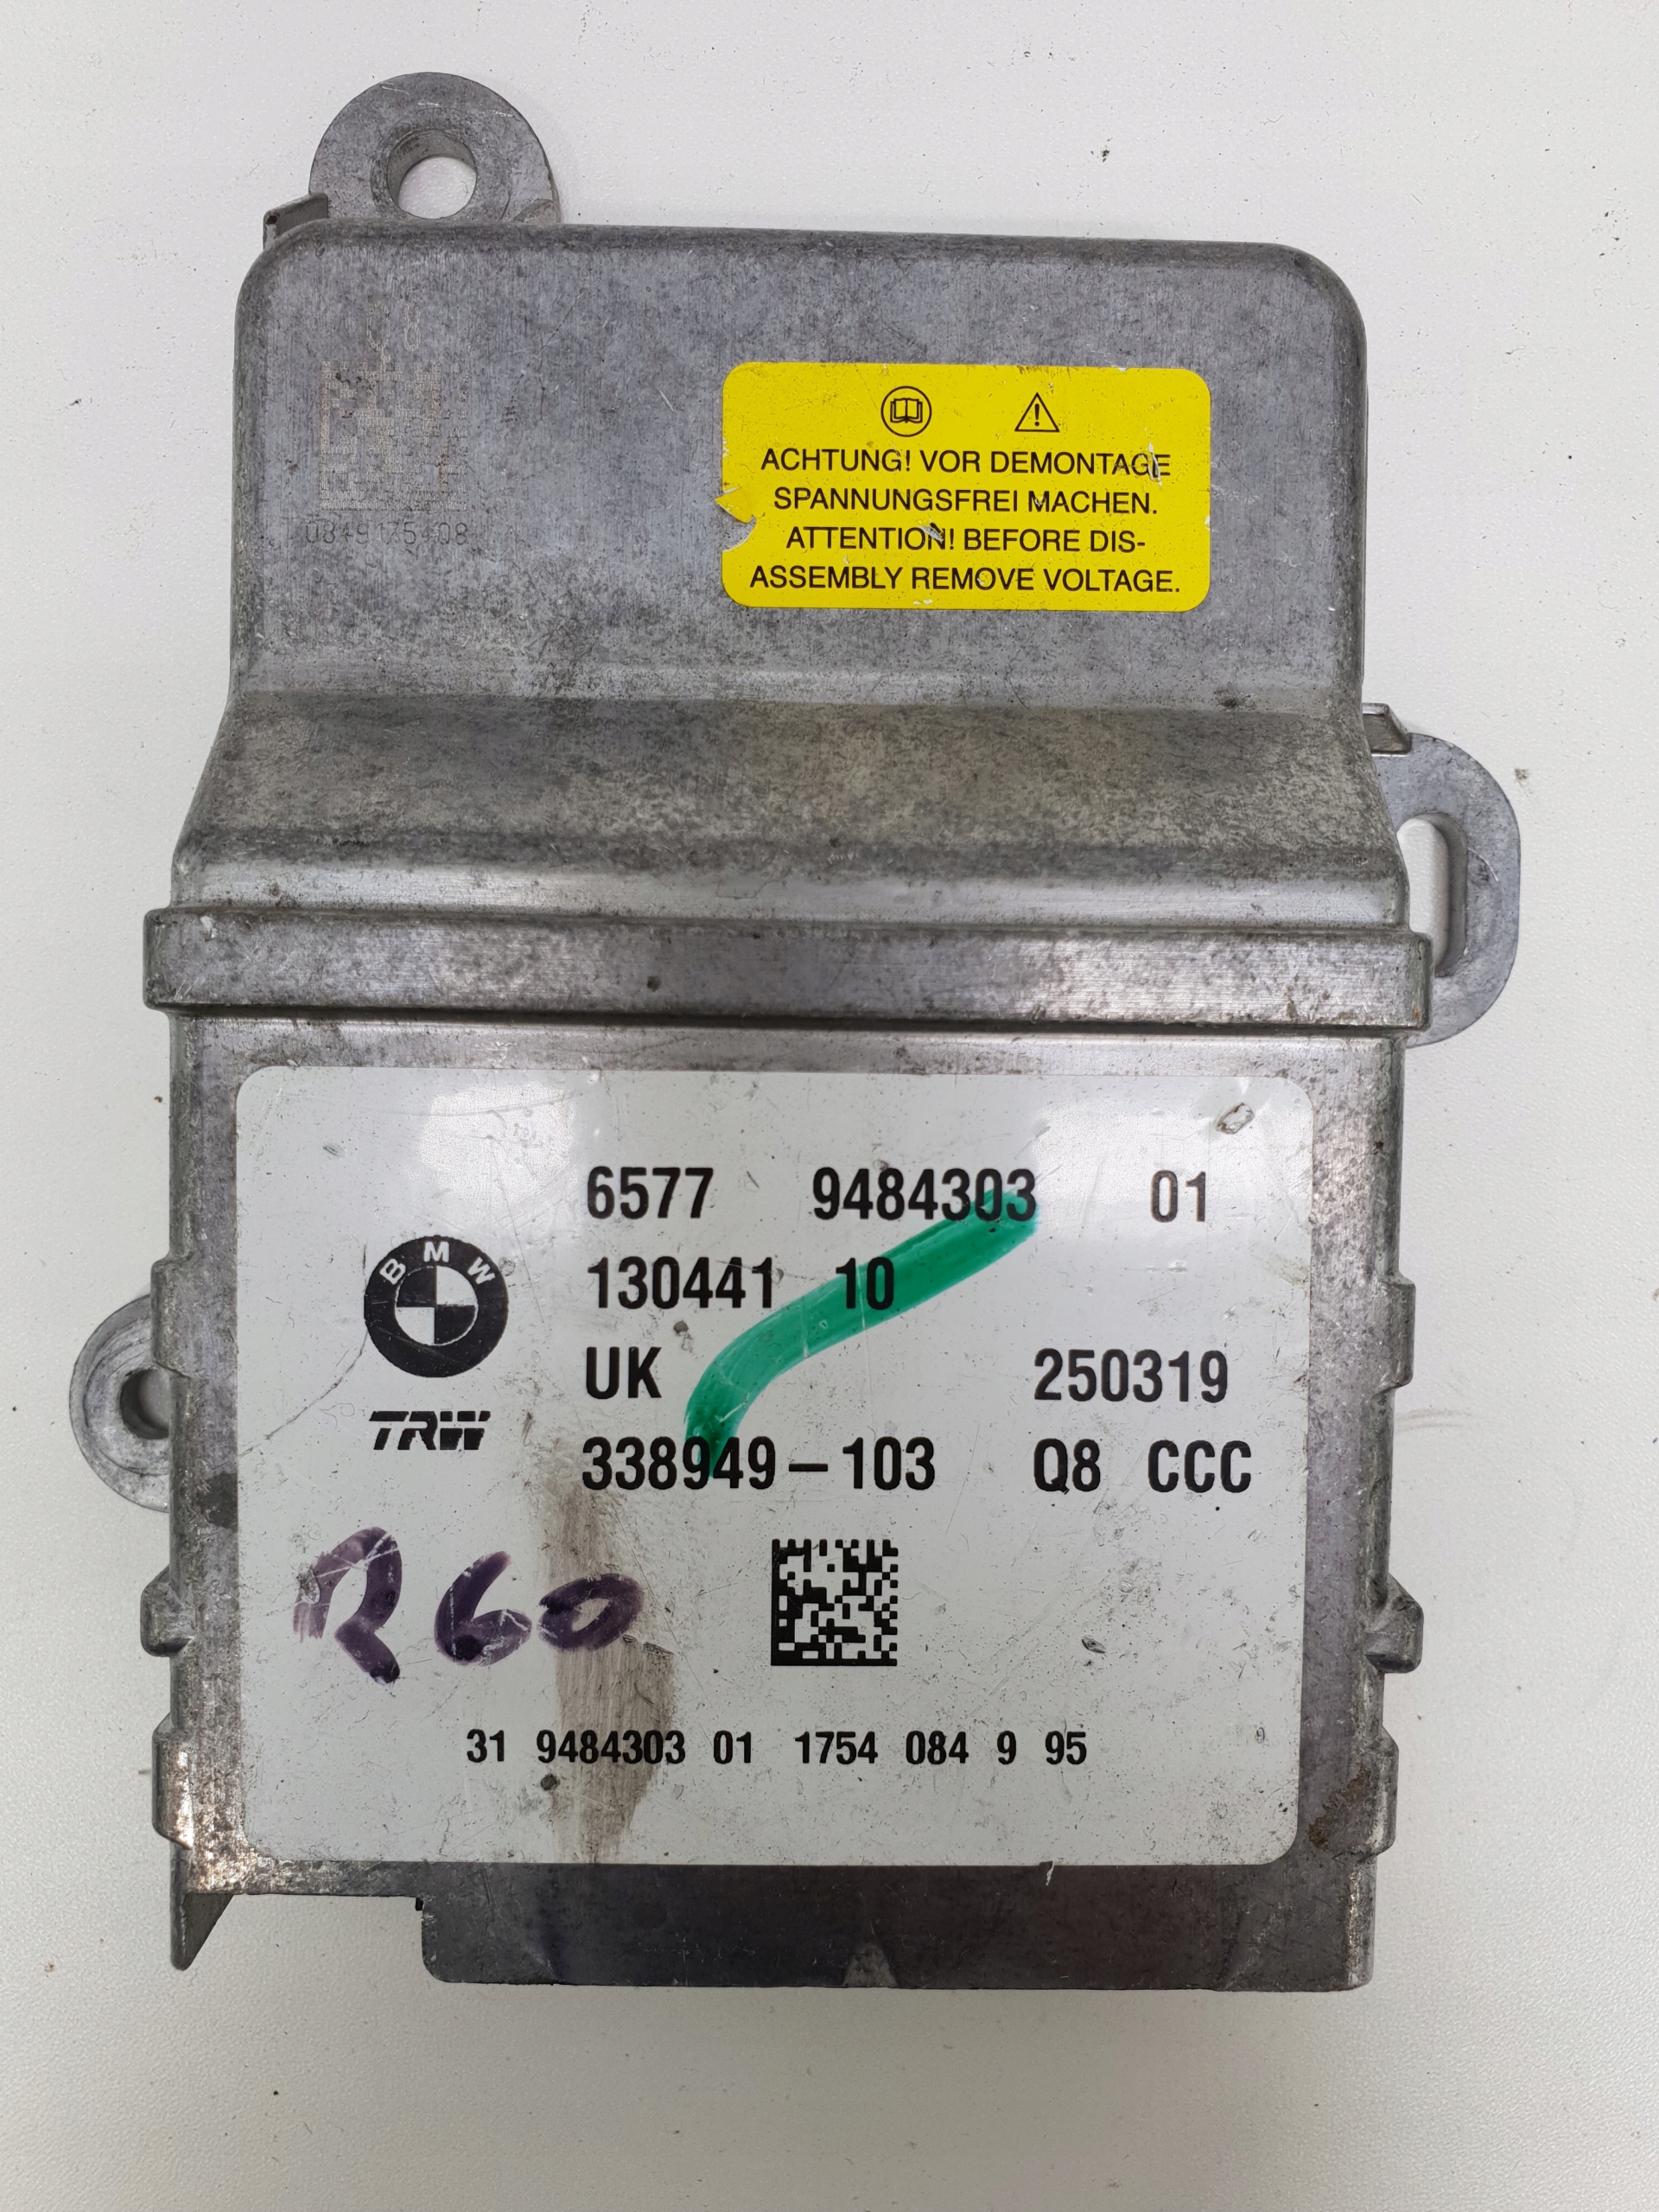 08
ACHTUNG! VOR DEMONTAGE
SPANNUNGSFREI MACHEN.
ATTENTION! BEFORE DIS-
ASSEMBLY REMOVE VOLTAGE.
6577 9484303 01
130441 10
BMW
UK 250319
TRW
338949-103 Q8 CCC
R60
31 9484303 01 1754 084 9 95